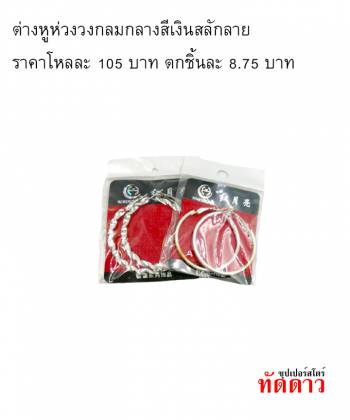 ต่างหูห่วงวงกลมกลางสีเงินสลักลาย
ราคาโหลละ 105 บาท ตกชิ้นละ 8.75 บาท
月亮
ซุปเปอร์สโตร์
ทัดดาว